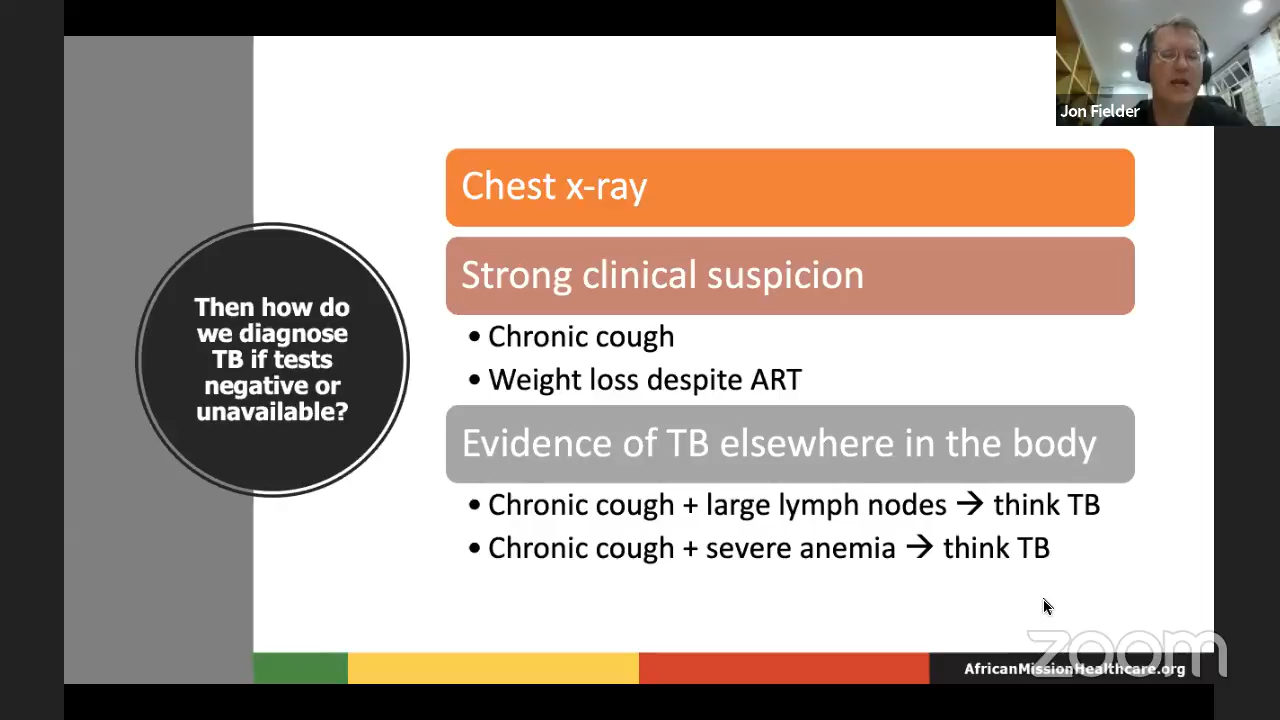 Jon Fielder
Then how do
we diagnose
TB if tests
negative or
unavailable?
Chest x-ray
Strong clinical suspicion
• Chronic cough
• Weight loss despite ART
Evidence of TB elsewhere in the body
• Chronic cough + large lymph nodes → think TB
• Chronic cough + severe anemia → think TB
zoom
AfricanMissionHealthcare.org